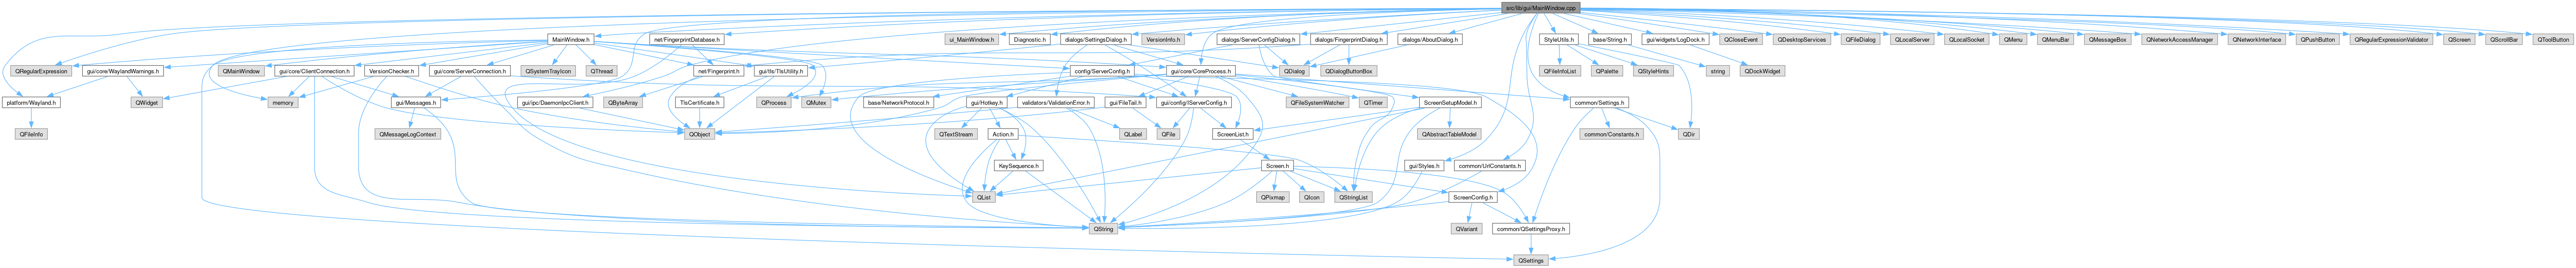 src/lib/gui/MainWindow.cpp
MainWindow.h
net/FingerprintDatabase.h
ui_MainWindow.h
Diagnostic.h
dialogs/SettingsDialog.h
VersionInfo.h
dialogs/ServerConfigDialog.h
dialogs/FingerprintDialog.h
dialogs/AboutDialog.h
StyleUtils.h
base/String.h
gui/widgets/LogDock.h
QCloseEvent
QDesktopServices
QFileDialog
QLocalServer
QLocalSocket
QMenu
QMenuBar
QMessageBox
QNetworkAccessManager
QNetworkInterface
QPushButton
QRegularExpressionValidator
QScreen
QScrollBar
QToolButton
QRegularExpression
gui/core/WaylandWarnings.h
QMainWindow
gui/core/ClientConnection.h
VersionChecker.h
gui/core/ServerConnection.h
QSystemTrayIcon
QThread
net/Fingerprint.h
gui/tls/TlsUtility.h
config/ServerConfig.h
gui/core/CoreProcess.h
QDialog
QDialogButtonBox
QFileInfoList
QPalette
QStyleHints
string
QDockWidget
platform/Wayland.h
QWidget
memory
gui/Messages.h
gui/ipc/DaemonIpcClient.h
QByteArray
TlsCertificate.h
QProcess
QMutex
base/NetworkProtocol.h
gui/Hotkey.h
validators/ValidationError.h
gui/FileTail.h
gui/config/IServerConfig.h
QFileSystemWatcher
QTimer
ScreenSetupModel.h
common/Settings.h
QFileInfo
QMessageLogContext
QObject
QTextStream
Action.h
QLabel
QFile
ScreenList.h
QAbstractTableModel
common/Constants.h
QDir
KeySequence.h
Screen.h
gui/Styles.h
common/UrlConstants.h
QList
QPixmap
QIcon
QStringList
ScreenConfig.h
QString
QVariant
common/QSettingsProxy.h
QSettings